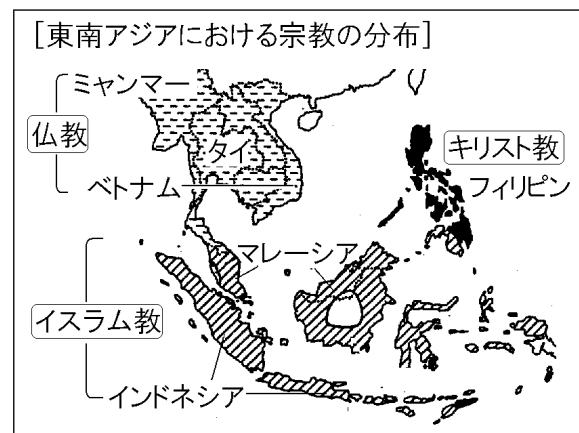 [東南アジアにおける宗教の分布]
ミャンマー
仏教
タイ
ベトナム
キリスト教
フィリピン
マレーシア
イスラム教
インドネシア